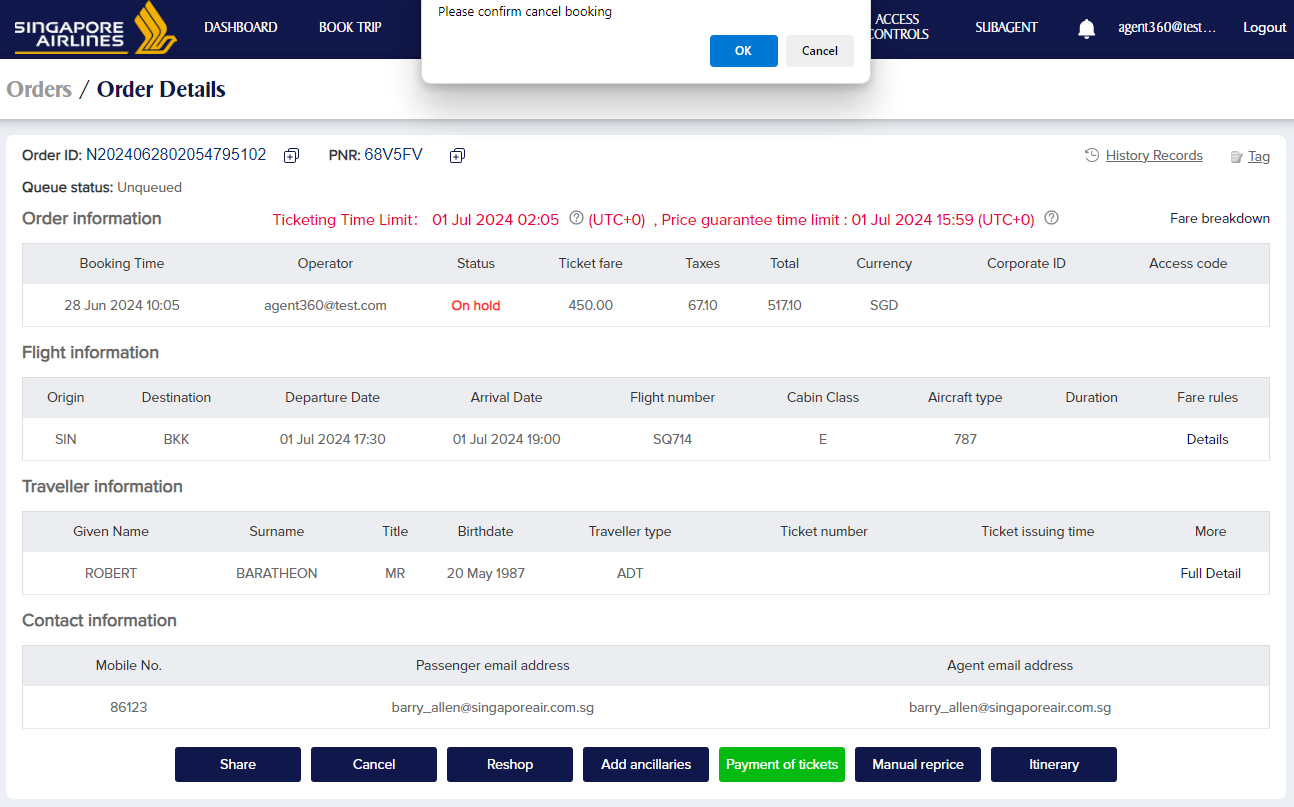 SINGAPORE
AIRLINES
DASHBOARD
BOOK TRIP
Please confirm cancel booking
OK
Cancel
ACCESS
CONTROLS
SUBAGENT
agent360@test...
Logout
Orders / Order Details
Order ID: N2024062802054795102
PNR: 68V5FV
History Records
Tag
Queue status: Unqueued
Order information
Ticketing Time Limit: 01 Jul 2024 02:05 ? (UTC+0) , Price guarantee time limit : 01 Jul 2024 15:59 (UTC+0) ?
Fare breakdown
Booking Time Operator Status Ticket fare Taxes Total Currency Corporate ID Access code
28 Jun 2024 10:05 agent360@test.com On hold 450.00 67.10 517.10 SGD
Flight information
Origin Destination Departure Date Arrival Date Flight number Cabin Class Aircraft type Duration Fare rules
SIN BKK 01 Jul 2024 17:30 01 Jul 2024 19:00 SQ714 E 787 Details
Traveller information
Given Name Surname Title Birthdate Traveller type Ticket number Ticket issuing time More
ROBERT BARATHEON MR 20 May 1987 ADT Full Detail
Contact information
Mobile No. Passenger email address Agent email address
86123 barry_allen@singaporeair.com.sg barry_allen@singaporeair.com.sg
Share
Cancel
Reshop
Add ancillaries
Payment of tickets
Manual reprice
Itinerary